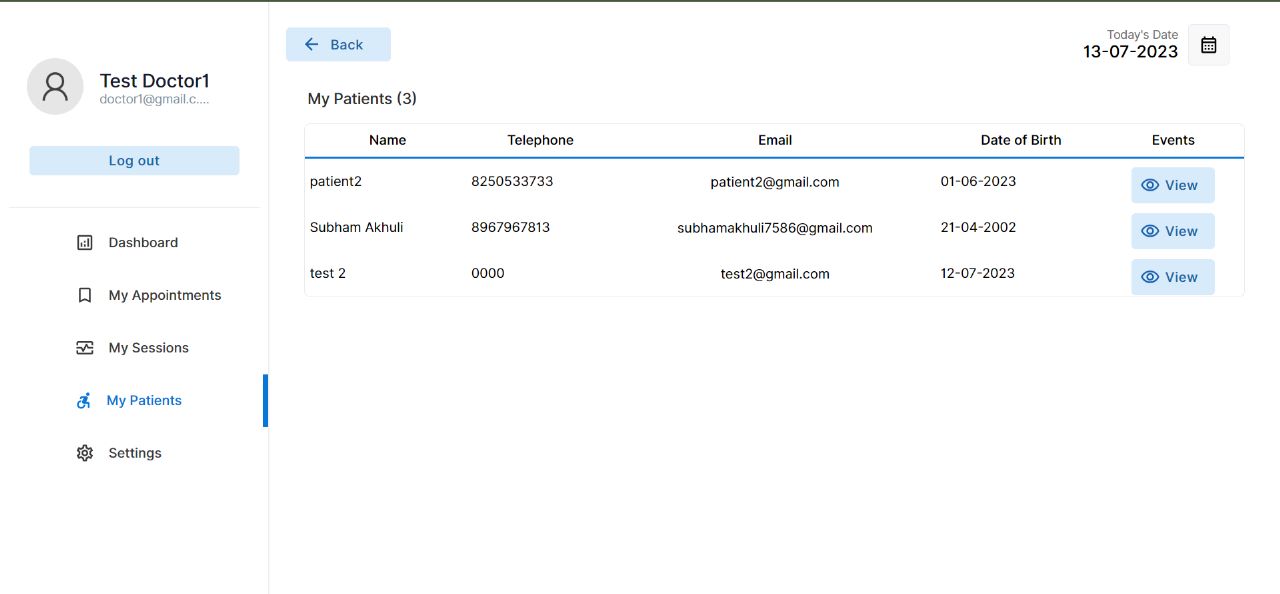 Test Doctor1
doctor1@gmail.c....
Log out
Dashboard
My Appointments
My Sessions
My Patients
Settings
Back
Today's Date
13-07-2023
My Patients (3)
Name Telephone Email Date of Birth Events
patient2 8250533733 patient2@gmail.com 01-06-2023 View
Subham Akhuli 8967967813 subhamakhuli7586@gmail.com 21-04-2002 View
test 2 0000 test2@gmail.com 12-07-2023 View